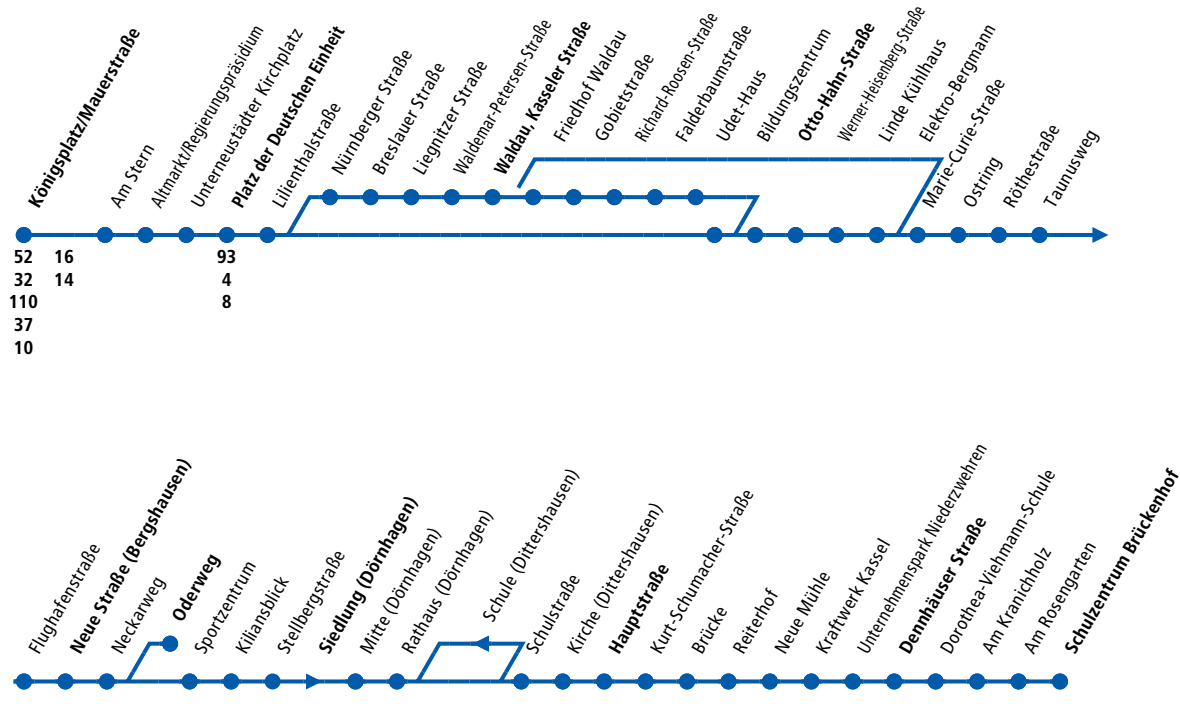 Königsplatz/Mauerstraße
Am Stern
Altmarkt/Regierungspräsidium
Unterneustädter Kirchplatz
Platz der Deutschen Einheit
Lilienthalstraße
Nürnberger Straße
Breslauer Straße
Liegnitzer Straße
Waldemar-Petersen-Straße
Waldau, Kasseler Straße
Friedhof Waldau
Gobietstraße
Richard-Roosen-Straße
Falderbaumstraße
Udet-Haus
Bildungszentrum
Otto-Hahn-Straße
Werner-Heisenberg-Straße
Linde Kühlhaus
Elektro-Bergmann
Marie-Curie-Straße
Ostring
Röthestraße
Taunusweg
52 16 93
32 14 4
110 8
37
10
Flughafenstraße
Neue Straße (Bergshausen)
Neckarweg
Oderweg
Sportzentrum
Kiliansblick
Stellbergstraße
Siedlung (Dörnhagen)
Mitte (Dörnhagen)
Rathaus (Dörnhagen)
Schule (Dittershausen)
Schulstraße
Kirche (Dittershausen)
Hauptstraße
Kurt-Schumacher-Straße
Brücke
Reiterhof
Neue Mühle
Kraftwerk Kassel
Unternehmenspark Niederzwehren
Dennhäuser Straße
Dorothea-Viehmann-Schule
Am Kranichholz
Am Rosengarten
Schulzentrum Brückenhof